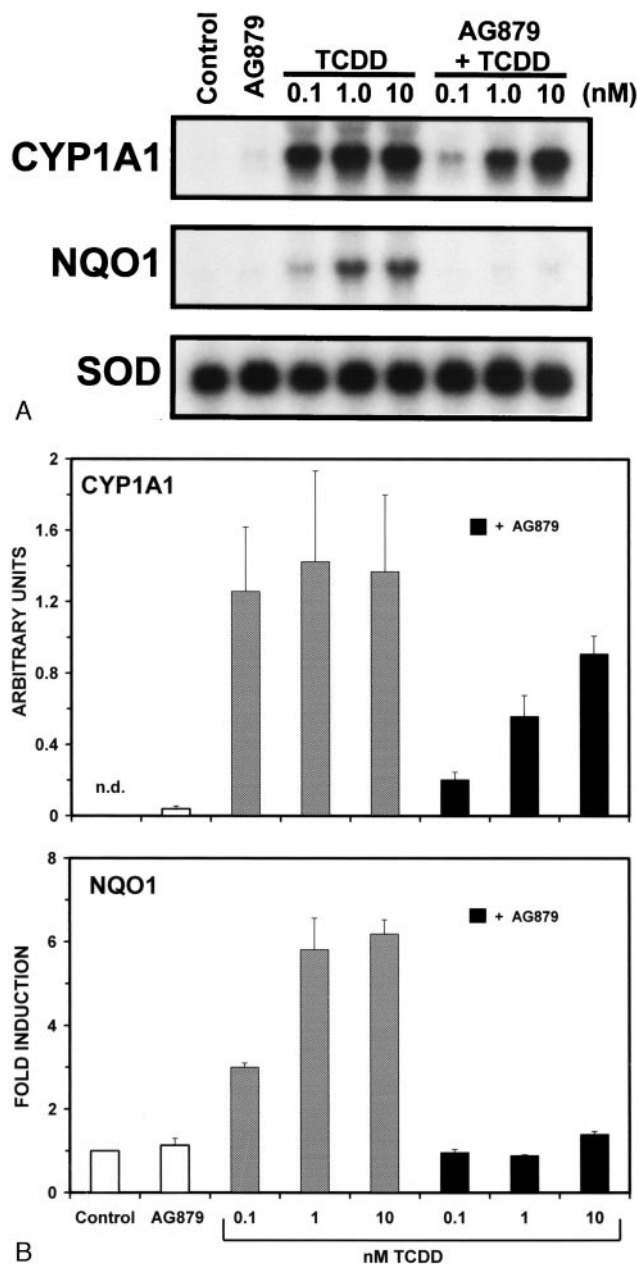 Control
AG879
TCDD
AG879
+ TCDD
0.1 1.0 10 0.1 1.0 10 (nM)
CYP1A1
NQO1
SOD
A
2
CYP1A1
+ AG879
1.6
1.2
0.8
0.4
n.d.
0
ARBITRARY UNITS
8
NQO1
+ AG879
6
4
2
0
FOLD INDUCTION
Control AG879 0.1 1 10 0.1 1 10
nM TCDD
B